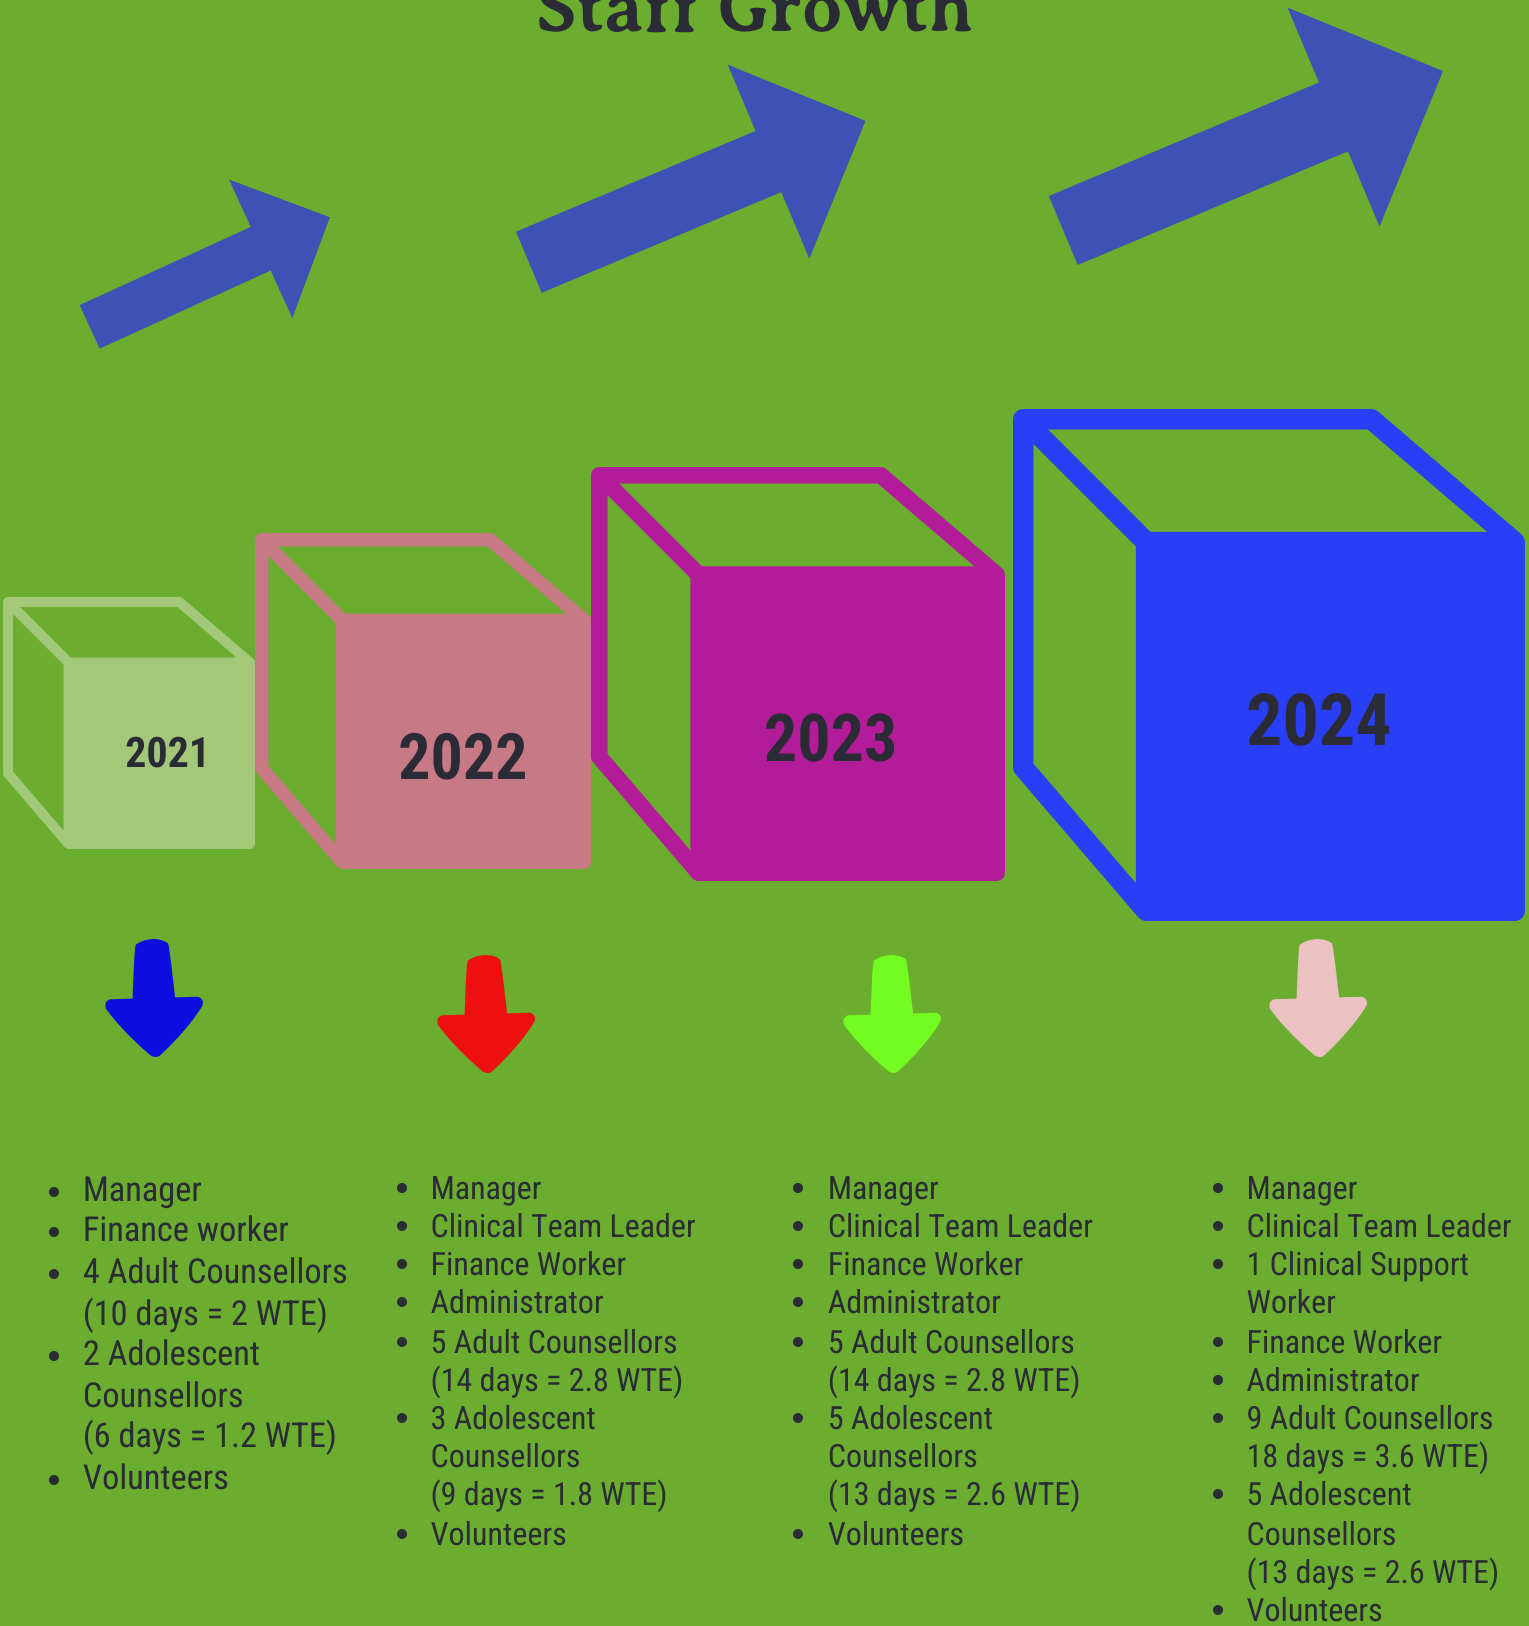 Staff Growth
2021
2022
2023
2024
Manager
Finance worker
4 Adult Counsellors
(10 days = 2 WTE)
2 Adolescent
Counsellors
(6 days = 1.2 WTE)
Volunteers
Manager
Clinical Team Leader
Finance Worker
Administrator
5 Adult Counsellors
(14 days = 2.8 WTE)
3 Adolescent
Counsellors
(9 days = 1.8 WTE)
Volunteers
Manager
Clinical Team Leader
Finance Worker
Administrator
5 Adult Counsellors
(14 days = 2.8 WTE)
5 Adolescent
Counsellors
(13 days = 2.6 WTE)
Volunteers
Manager
Clinical Team Leader
1 Clinical Support
Worker
Finance Worker
Administrator
9 Adult Counsellors
18 days = 3.6 WTE)
5 Adolescent
Counsellors
(13 days = 2.6 WTE)
Volunteers